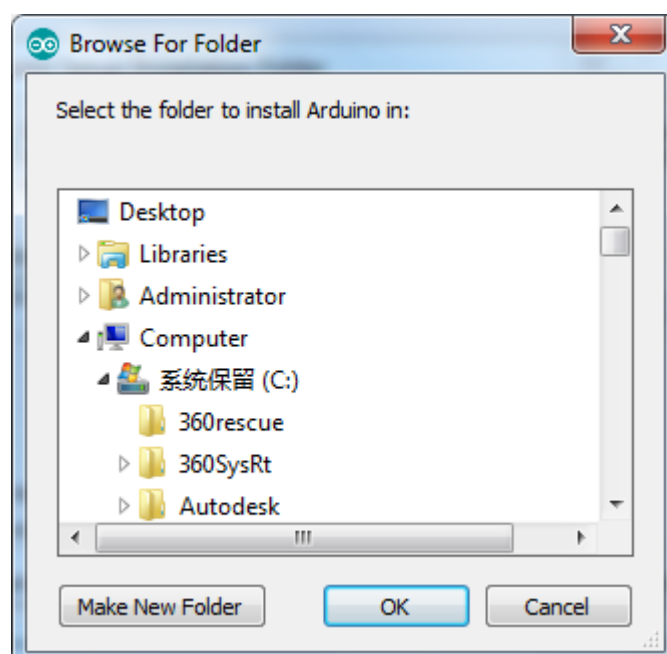 Browse For Folder
Select the folder to install Arduino in:
Desktop
Libraries
Administrator
Computer
系统保留 (C:)
360rescue
360SysRt
Autodesk
Make New Folder
OK
Cancel